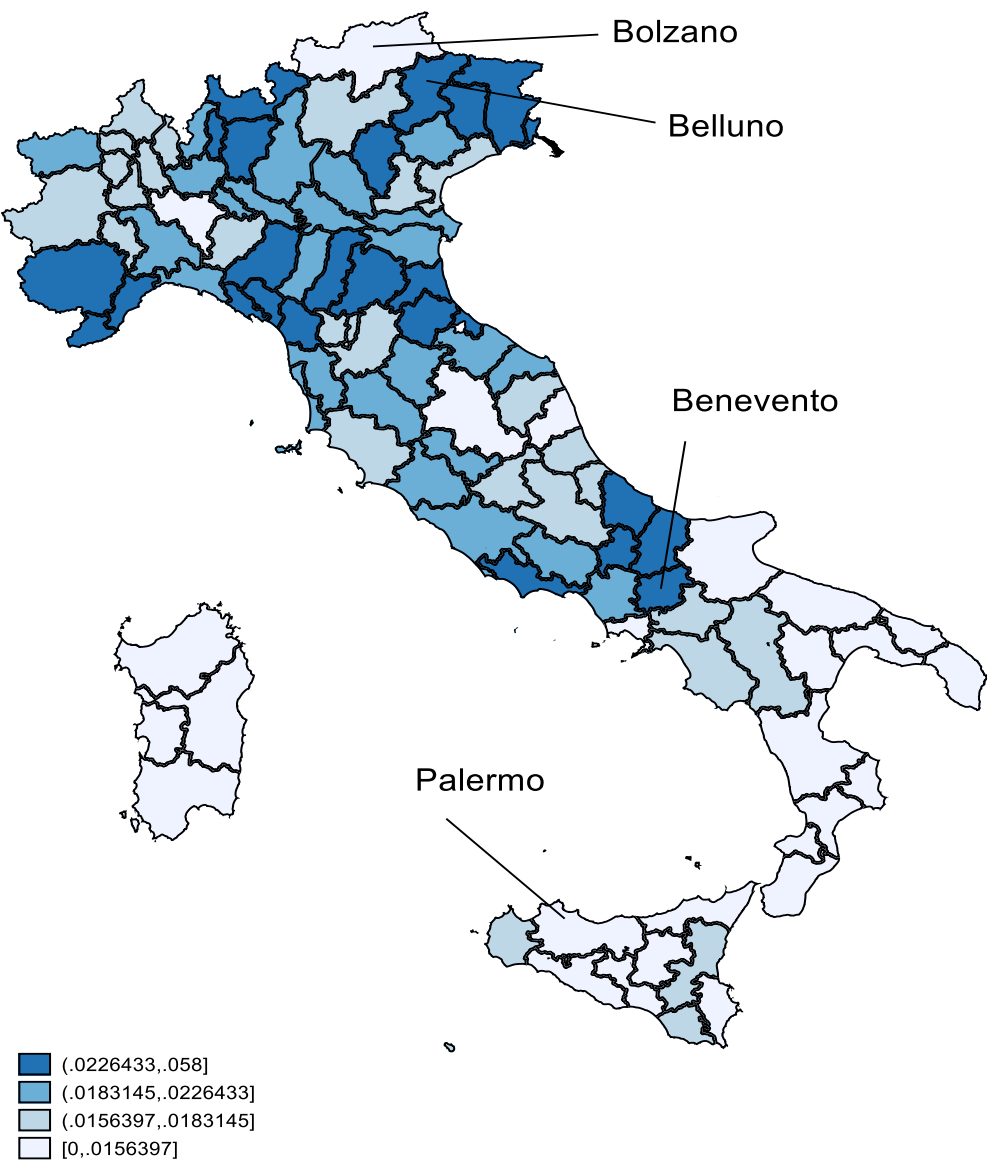 Bolzano
Belluno
Benevento
Palermo
(.0226433,.058]
(.0183145,.0226433]
(.0156397,.0183145]
[0,.0156397]